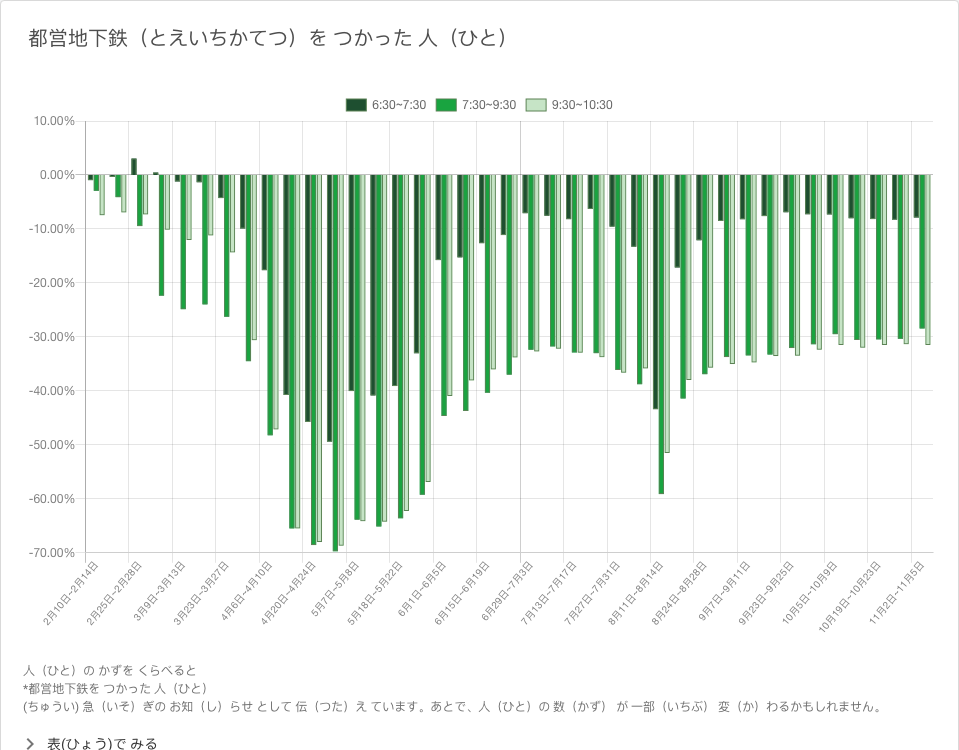 都営地下鉄（とえいちかてつ）を つかった 人（ひと）
6:30~7:30 7:30~9:30 9:30~10:30
10.00%
0.00%
-10.00%
-20.00%
-30.00%
-40.00%
-50.00%
-60.00%
-70.00%
2月10日~2月14日
2月25日~2月28日
3月9日~3月13日
3月23日~3月27日
4月6日~4月10日
4月20日~4月24日
5月7日~5月8日
5月18日~5月22日
6月1日~6月5日
6月15日~6月19日
6月29日~7月3日
7月13日~7月17日
7月27日~7月31日
8月11日~8月14日
8月24日~8月28日
9月7日~9月11日
9月23日~9月25日
10月5日~10月9日
10月19日~10月23日
11月2日~11月5日
人（ひと）の かずを くらべると
*都営地下鉄を つかった 人（ひと）
(ちゅうい) 急（いそ）ぎの お知（し）らせ として 伝（つた）え ています。あとで、人（ひと）の 数（かず） が 一部（いちぶ） 変（か）わるかもしれません。
表(ひょう)で みる